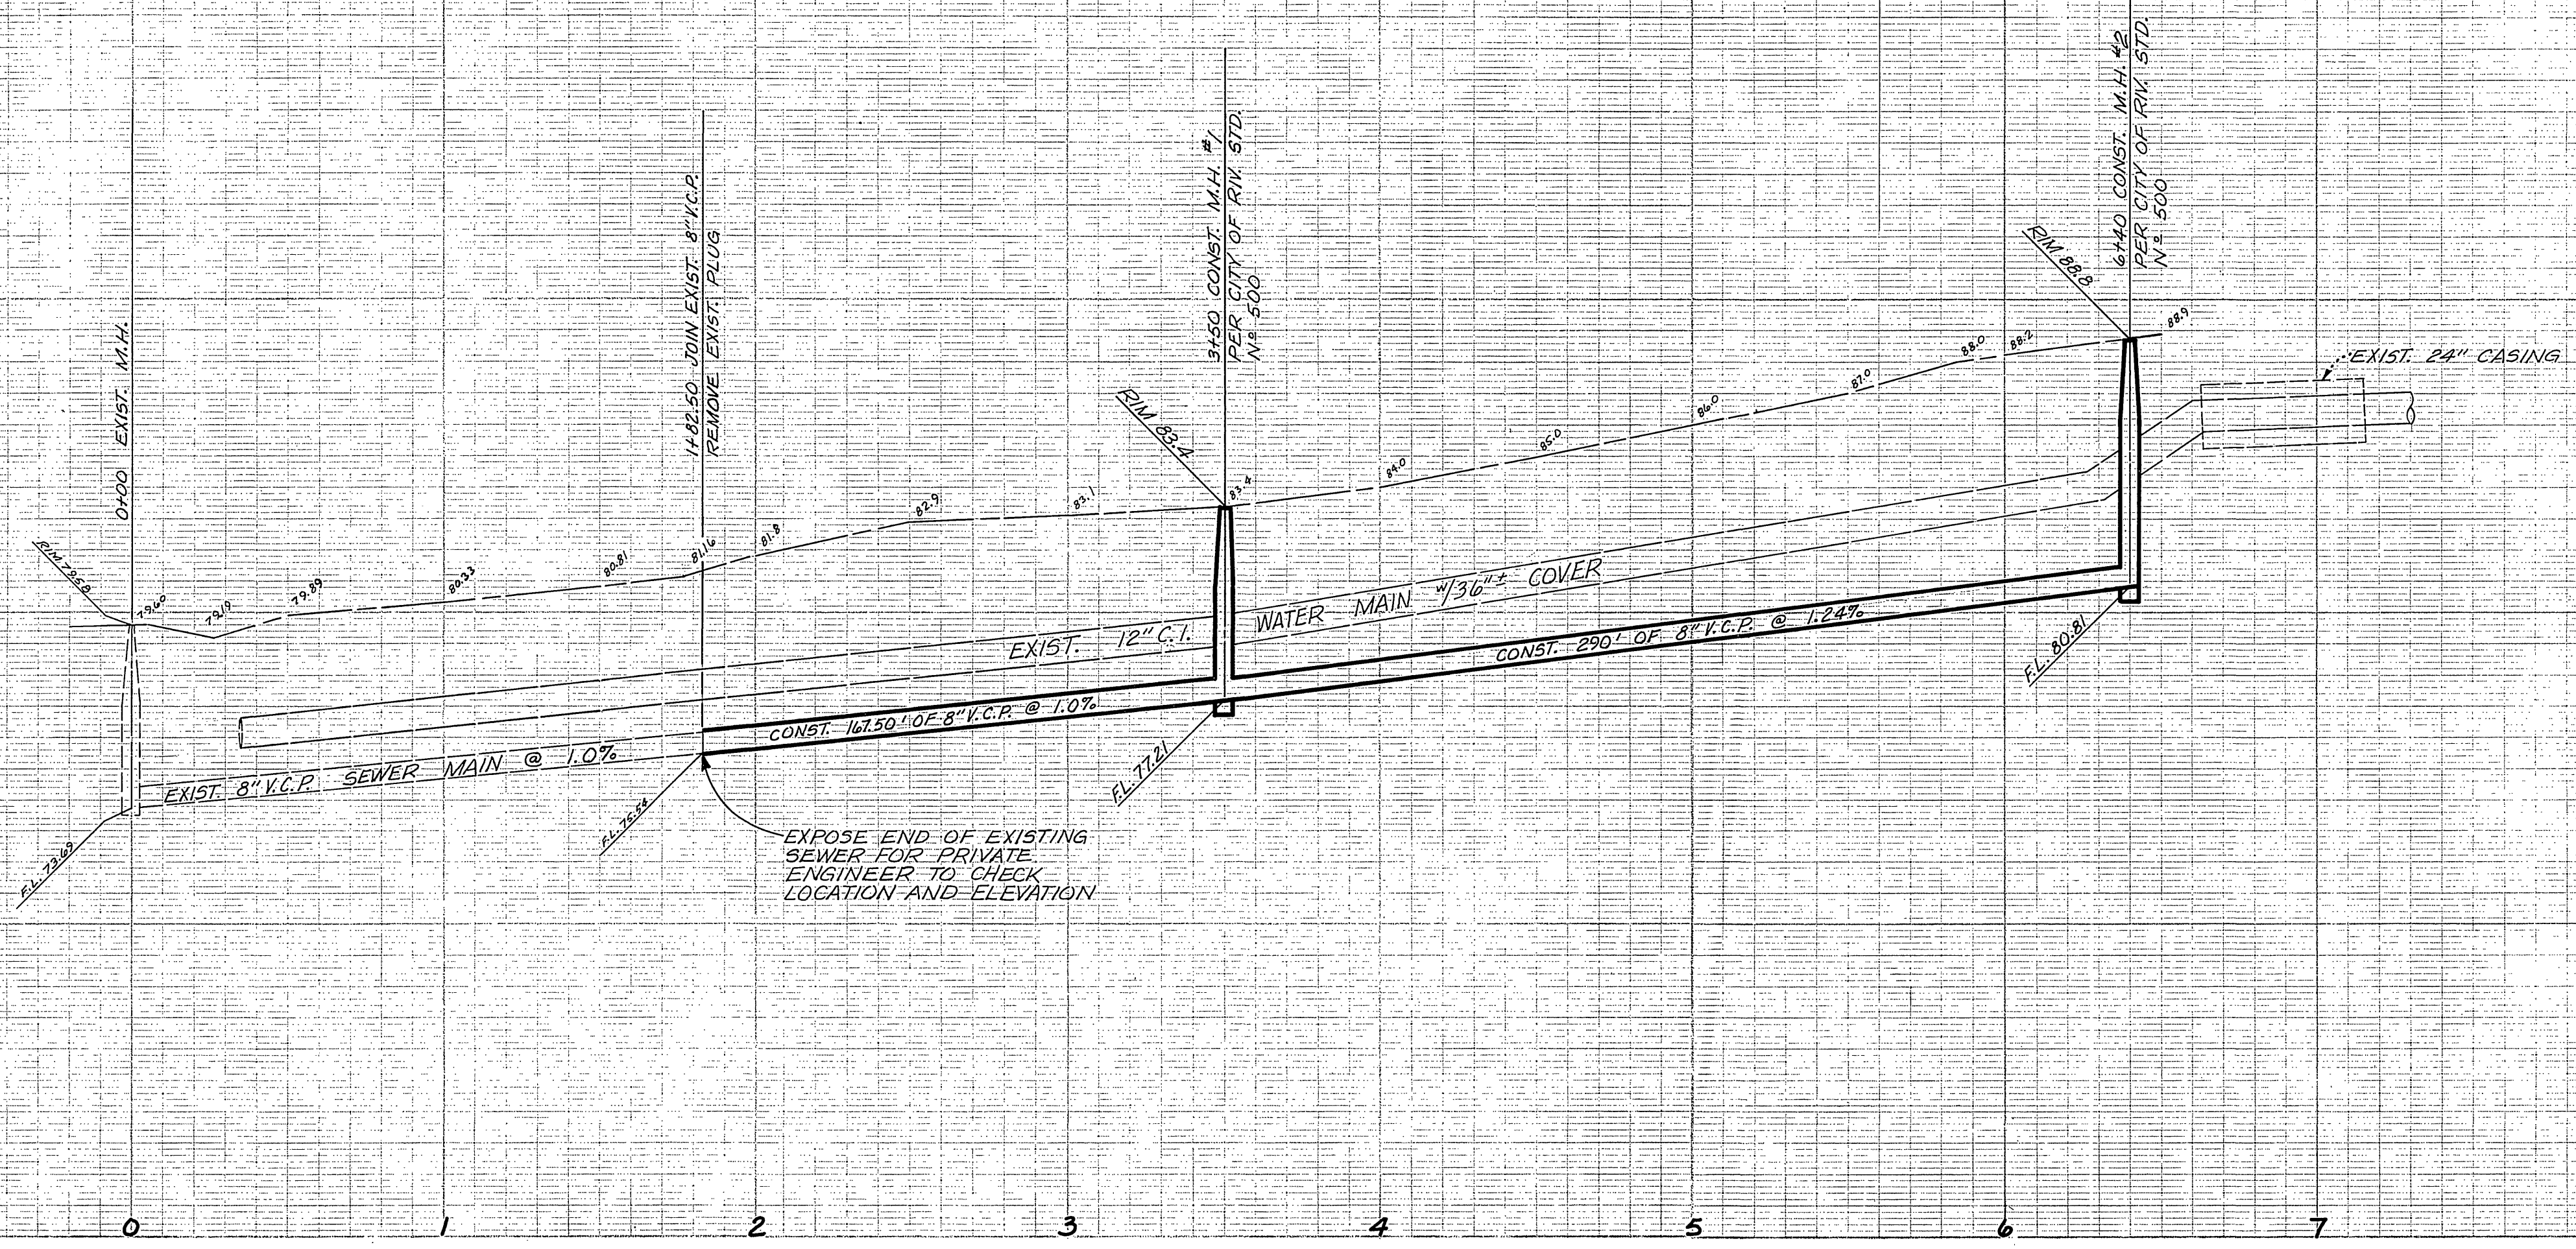 0+00 EXIST. M.H.
1+82.50 JOIN EXIST. 8" V.C.P.
REMOVE EXIST. PLUG
3+50 CONST. M.H. #1
PER CITY OF RIV. STD.
Nº 500
6+40 CONST. M.H. #2
PER CITY OF RIV. STD.
Nº 500
RIM 79.58
79.60
79.19
79.89
80.33
80.81
81.16
81.8
82.9
83.1
RIM 83.4
83.4
84.0
85.0
86.0
87.0
88.0
88.2
RIM 88.8
88.9
EXIST. 24" CASING
EXIST. 12" C.I. WATER MAIN w/36"± COVER
EXIST. 8" V.C.P. SEWER MAIN @ 1.0%
CONST. 167.50' OF 8" V.C.P. @ 1.0%
CONST. 290' OF 8" V.C.P. @ 1.24%
F.L. 73.69
F.L. 75.54
F.L. 77.21
F.L. 80.81
EXPOSE END OF EXISTING
SEWER FOR PRIVATE
ENGINEER TO CHECK
LOCATION AND ELEVATION
0 1 2 3 4 5 6 7